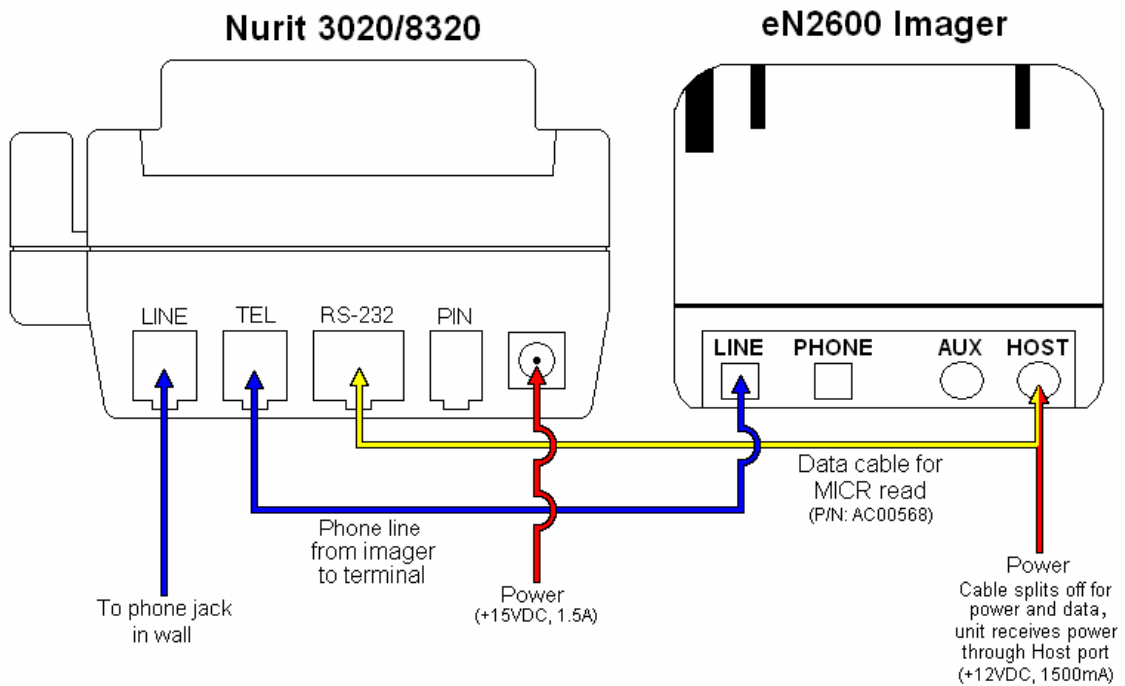 Nurit 3020/8320
eN2600 Imager
LINE TEL RS-232 PIN
LINE PHONE AUX HOST
Data cable for
MICR read
(P/N: AC00568)
Phone line
from imager
to terminal
To phone jack
in wall
Power
(+15VDC, 1.5A)
Power
Cable splits off for
power and data,
unit receives power
through Host port
(+12VDC, 1500mA)